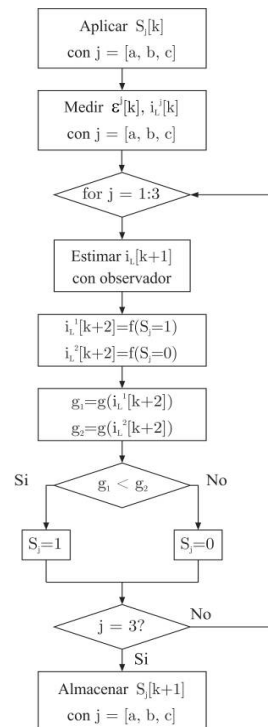 Aplicar S_j[k]
con j = [a, b, c]
Medir ε^j[k], i_L^j[k]
con j = [a, b, c]
for j = 1:3
Estimar i_L[k+1]
con observador
i_L^1[k+2]=f(S_j=1)
i_L^2[k+2]=f(S_j=0)
g_1=g(i_L^1[k+2])
g_2=g(i_L^2[k+2])
Si
No
g_1 < g_2
S_j=1
S_j=0
j = 3?
No
Si
Almacenar S_j[k+1]
con j = [a, b, c]